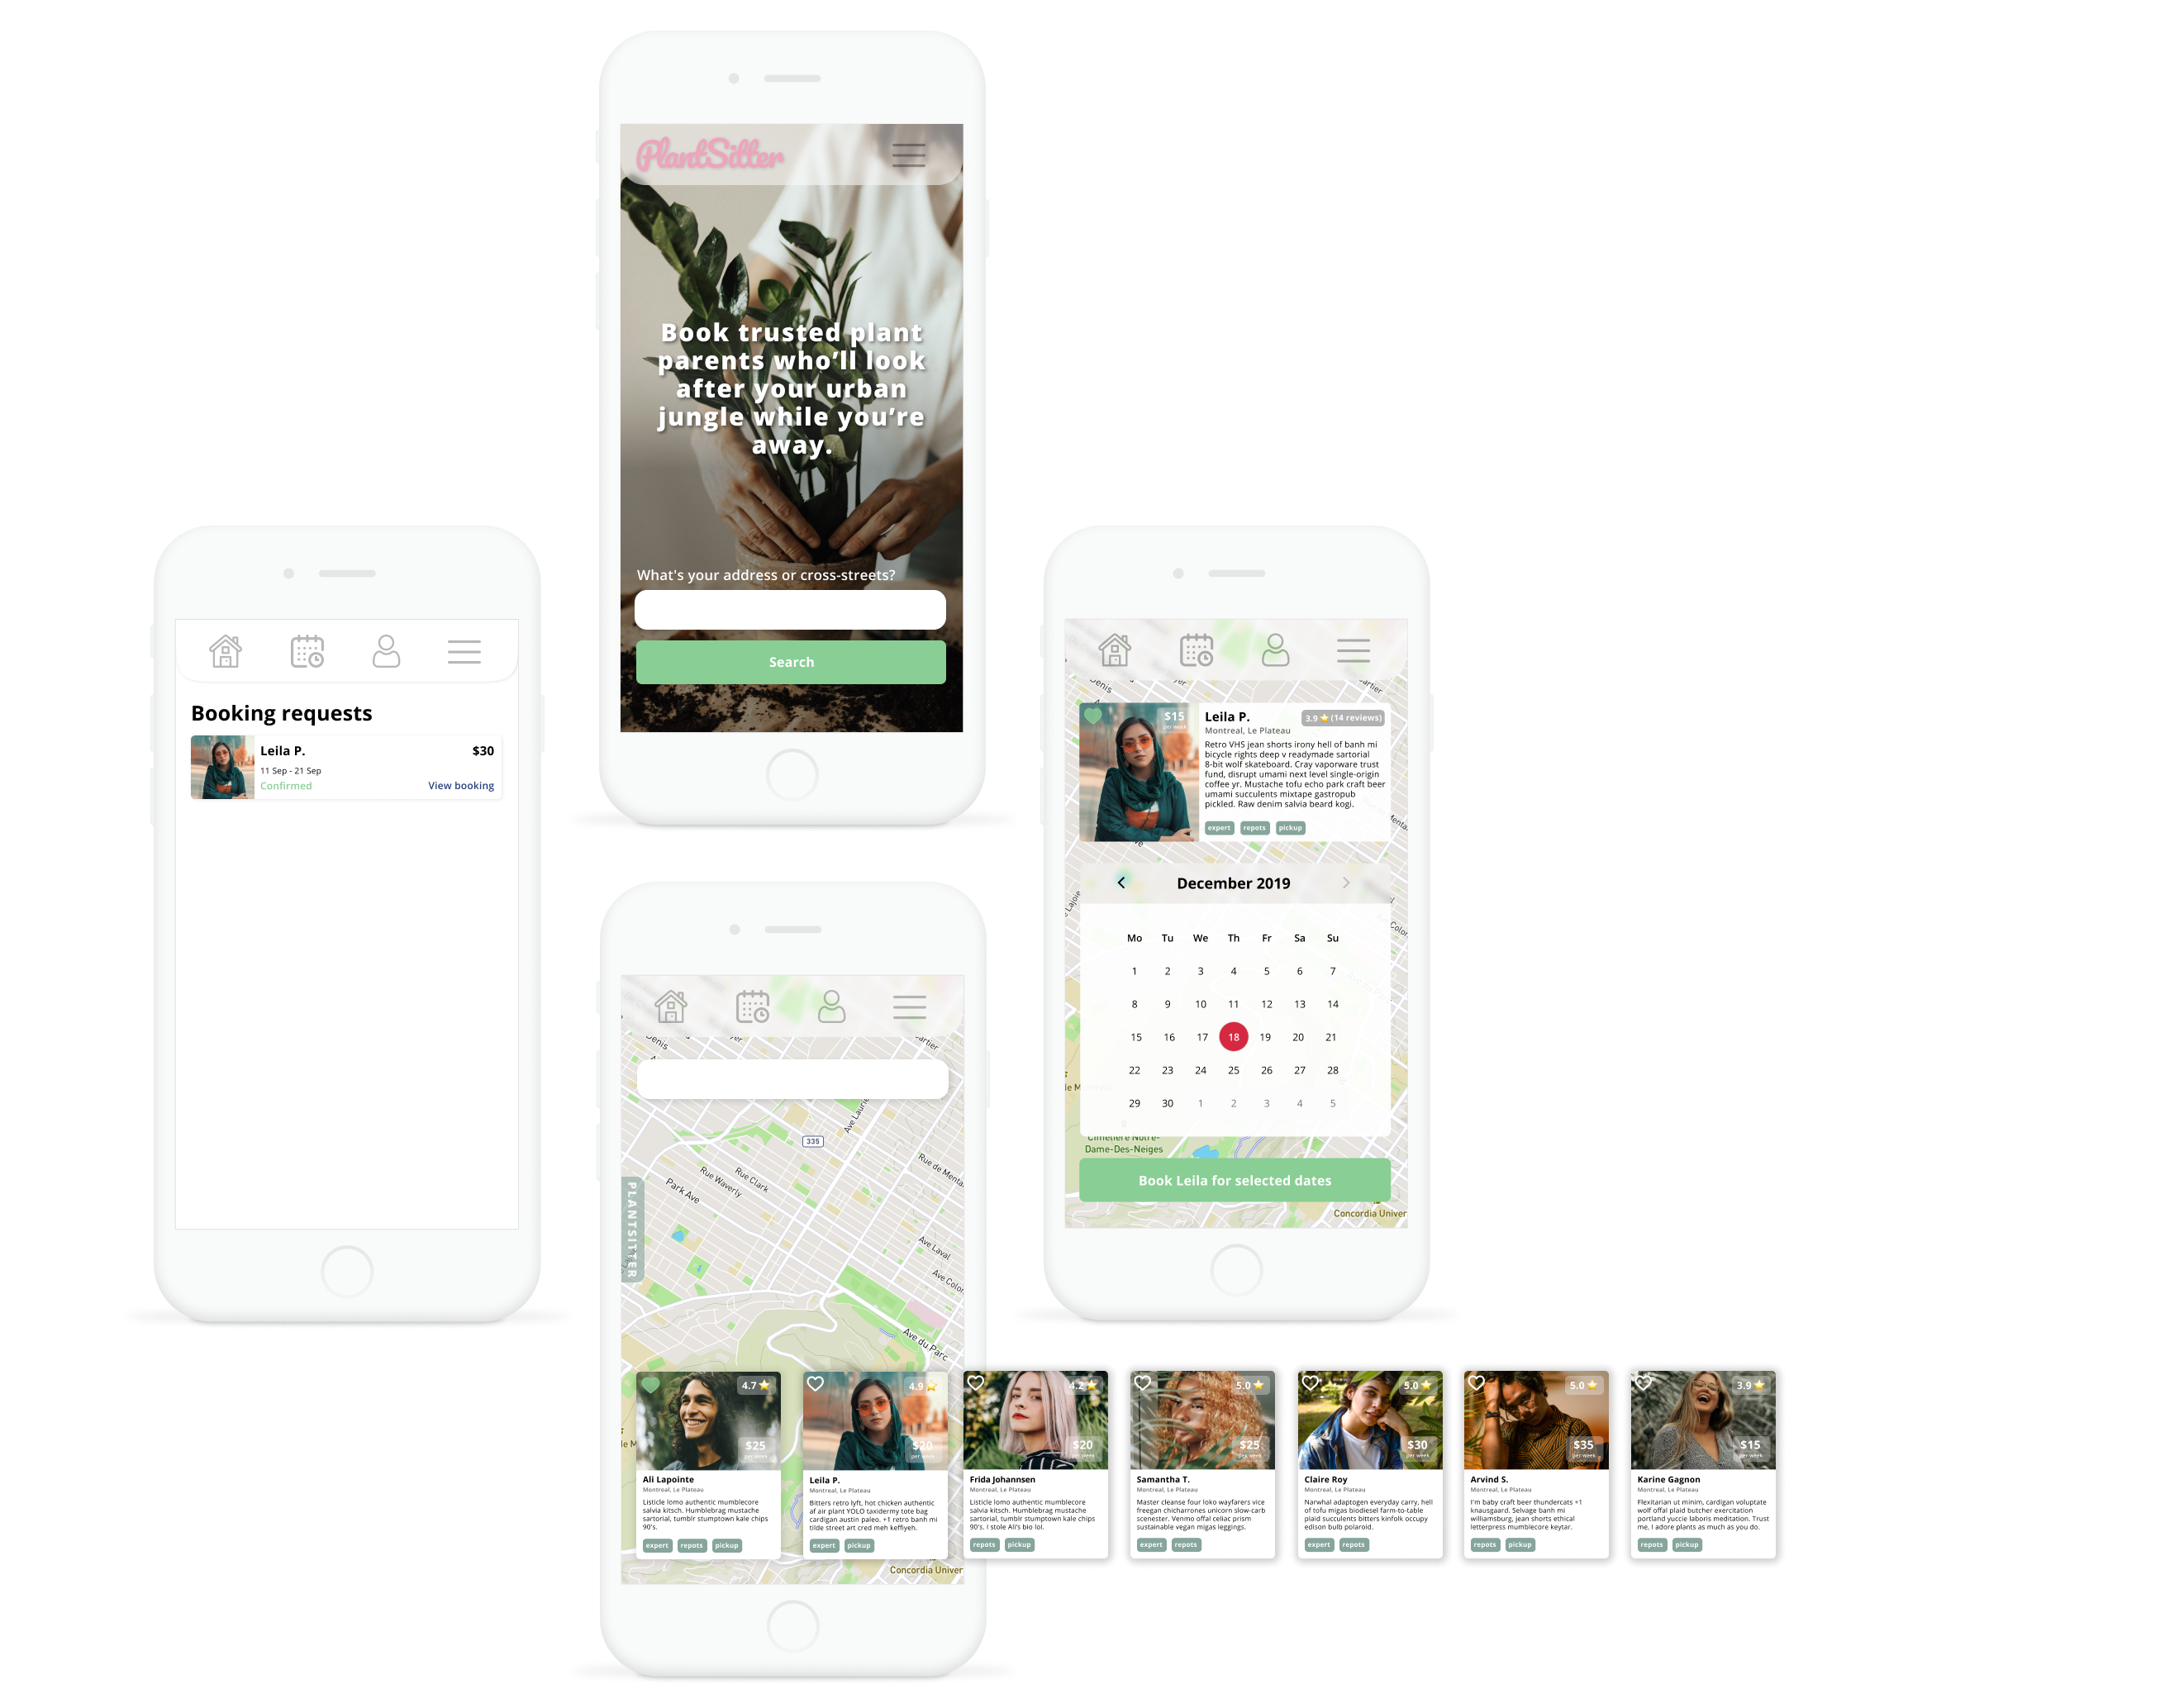 PlantSitter
Book trusted plant
parents who'll look
after your urban
jungle while you're
away.
What's your address or cross-streets?
Search
Booking requests
Leila P.
$30
11 Sep - 21 Sep
Confirmed
View booking
$15
per week
Leila P.
3.9 (14 reviews)
Montreal, Le Plateau
Retro VHS jean shorts irony hell of banh mi
bicycle rights deep v readymade sartorial
8-bit wolf skateboard. Cray vaporware trust
fund, disrupt umami next level single-origin
coffee yr. Mustache tofu echo park craft beer
umami succulents mixtape gastropub
pickled. Raw denim salvia beard kogi.
expert repots pickup
December 2019
Mo Tu We Th Fr Sa Su
1 2 3 4 5 6 7
8 9 10 11 12 13 14
15 16 17 18 19 20 21
22 23 24 25 26 27 28
29 30 1 2 3 4 5
Dame-Des-Neiges
Book Leila for selected dates
Concordia Univer
Ave Laurie
335
Rue de Menta
Rue Clark
Rue Waverly
Park Ave
PLANTSITTER
Ave Laval
Ave Color
Ave du Parc
4.7
$25
Ali Lapointe
Montreal, Le Plateau
Listicle lomo authentic mumblecore
salvia kitsch. Humblebrag mustache
sartorial, tumblr stumptown kale chips
90's.
expert repots pickup
4.9
$20
per week
Leila P.
Montreal, Le Plateau
Bitters retro lyft, hot chicken authentic
af air plant YOLO taxidermy tote bag
cardigan austin paleo. +1 retro banh mi
tilde street art cred meh keffiyeh.
expert pickup
4.2
$20
per week
Frida Johannsen
Montreal, Le Plateau
Listicle lomo authentic mumblecore
salvia kitsch. Humblebrag mustache
sartorial, tumblr stumptown kale chips
90's. I stole Ali's bio lol.
repots pickup
5.0
$25
per week
Samantha T.
Montreal, Le Plateau
Master cleanse four loko wayfarers vice
freegan chicharrones unicorn slow-carb
scenester. Venmo offal celiac prism
sustainable vegan migas leggings.
expert repots
5.0
$30
per week
Claire Roy
Montreal, Le Plateau
Narwhal adaptogen everyday carry, hell
of tofu migas biodiesel farm-to-table
plaid succulents bitters kinfolk occupy
edison bulb polaroid.
expert repots
5.0
$35
per week
Arvind S.
Montreal, Le Plateau
I'm baby craft beer thundercats +1
knausgaard. Selvage banh mi
williamsburg, jean shorts ethical
letterpress mumblecore keytar.
repots pickup
3.9
$15
per week
Karine Gagnon
Montreal, Le Plateau
Flexitarian ut minim, cardigan voluptate
wolf offal plaid butcher exercitation
portland yuccie laboris meditation. Trust
me, I adore plants as much as you do.
repots pickup
Concordia Univer